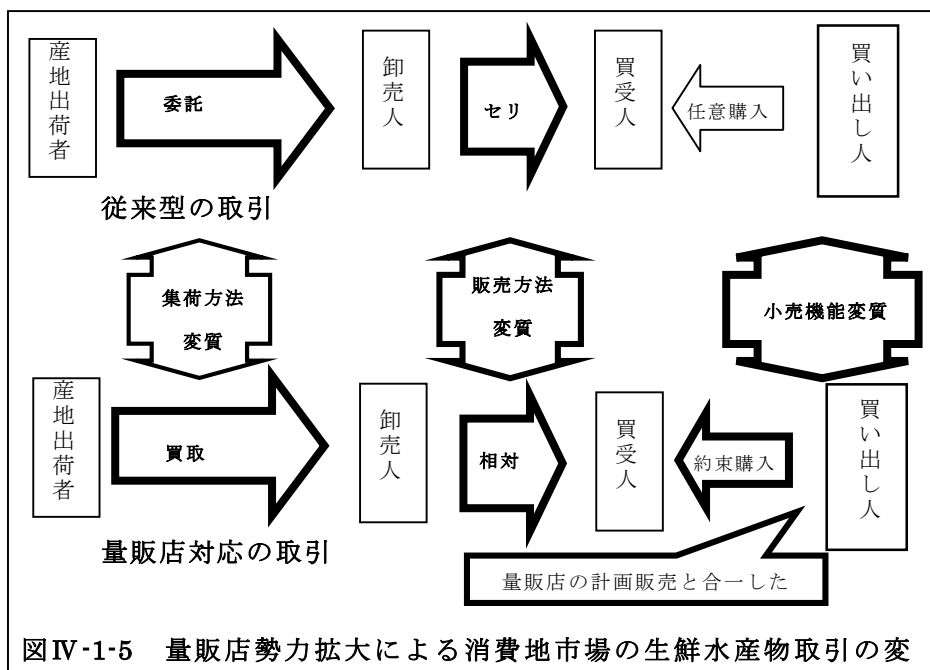 産地出荷者
委託
卸売人
セリ
買受人
任意購入
買い出し人
従来型の取引
集荷方法
変質
販売方法
変質
小売機能変質
産地出荷者
買取
卸売人
相対
買受人
約束購入
買い出し人
量販店対応の取引
量販店の計画販売と合一した
図Ⅳ-1-5 量販店勢力拡大による消費地市場の生鮮水産物取引の変